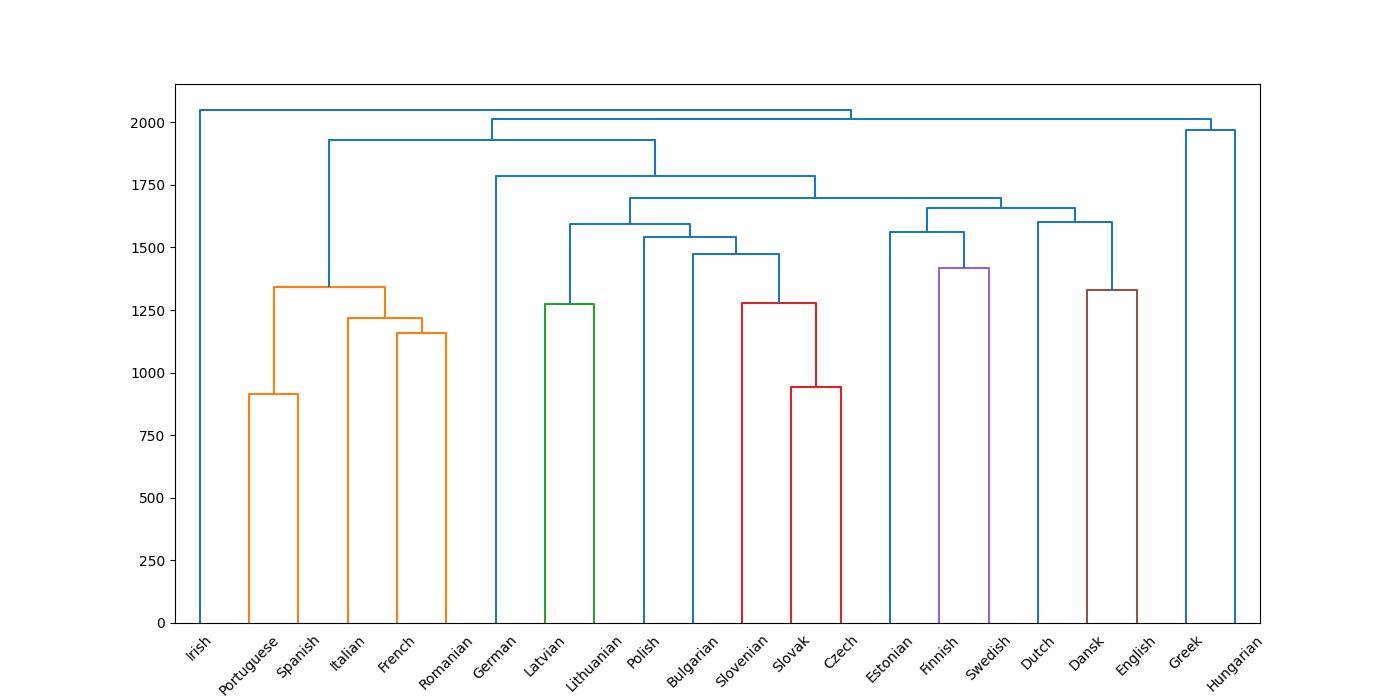 2000
1750
1500
1250
1000
750
500
250
0
Irish
Portuguese
Spanish
Italian
French
Romanian
German
Latvian
Lithuanian
Polish
Bulgarian
Slovenian
Slovak
Czech
Estonian
Finnish
Swedish
Dutch
Dansk
English
Greek
Hungarian